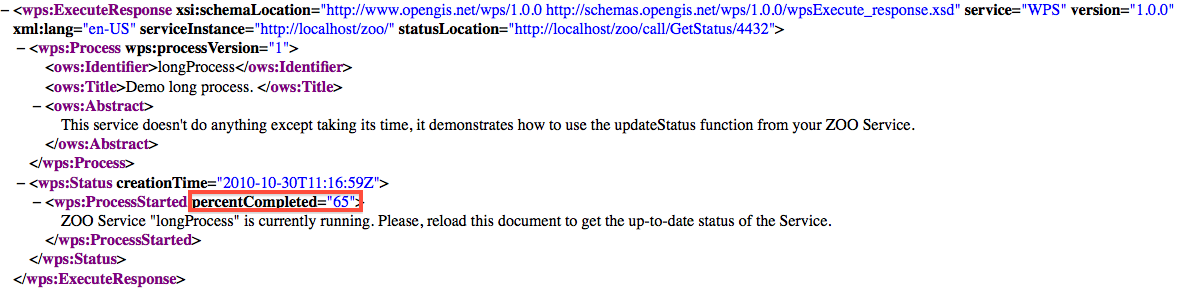 − <wps:ExecuteResponse xsi:schemaLocation="http://www.opengis.net/wps/1.0.0 http://schemas.opengis.net/wps/1.0.0/wpsExecute_response.xsd" service="WPS" version="1.0.0"
xml:lang="en-US" serviceInstance="http://localhost/zoo/" statusLocation="http://localhost/zoo/call/GetStatus/4432">
− <wps:Process wps:processVersion="1">
<ows:Identifier>longProcess</ows:Identifier>
<ows:Title>Demo long process. </ows:Title>
− <ows:Abstract>
This service doesn't do anything except taking its time, it demonstrates how to use the updateStatus function from your ZOO Service.
</ows:Abstract>
</wps:Process>
− <wps:Status creationTime="2010-10-30T11:16:59Z">
− <wps:ProcessStarted percentCompleted="65">
ZOO Service "longProcess" is currently running. Please, reload this document to get the up-to-date status of the Service.
</wps:ProcessStarted>
</wps:Status>
</wps:ExecuteResponse>